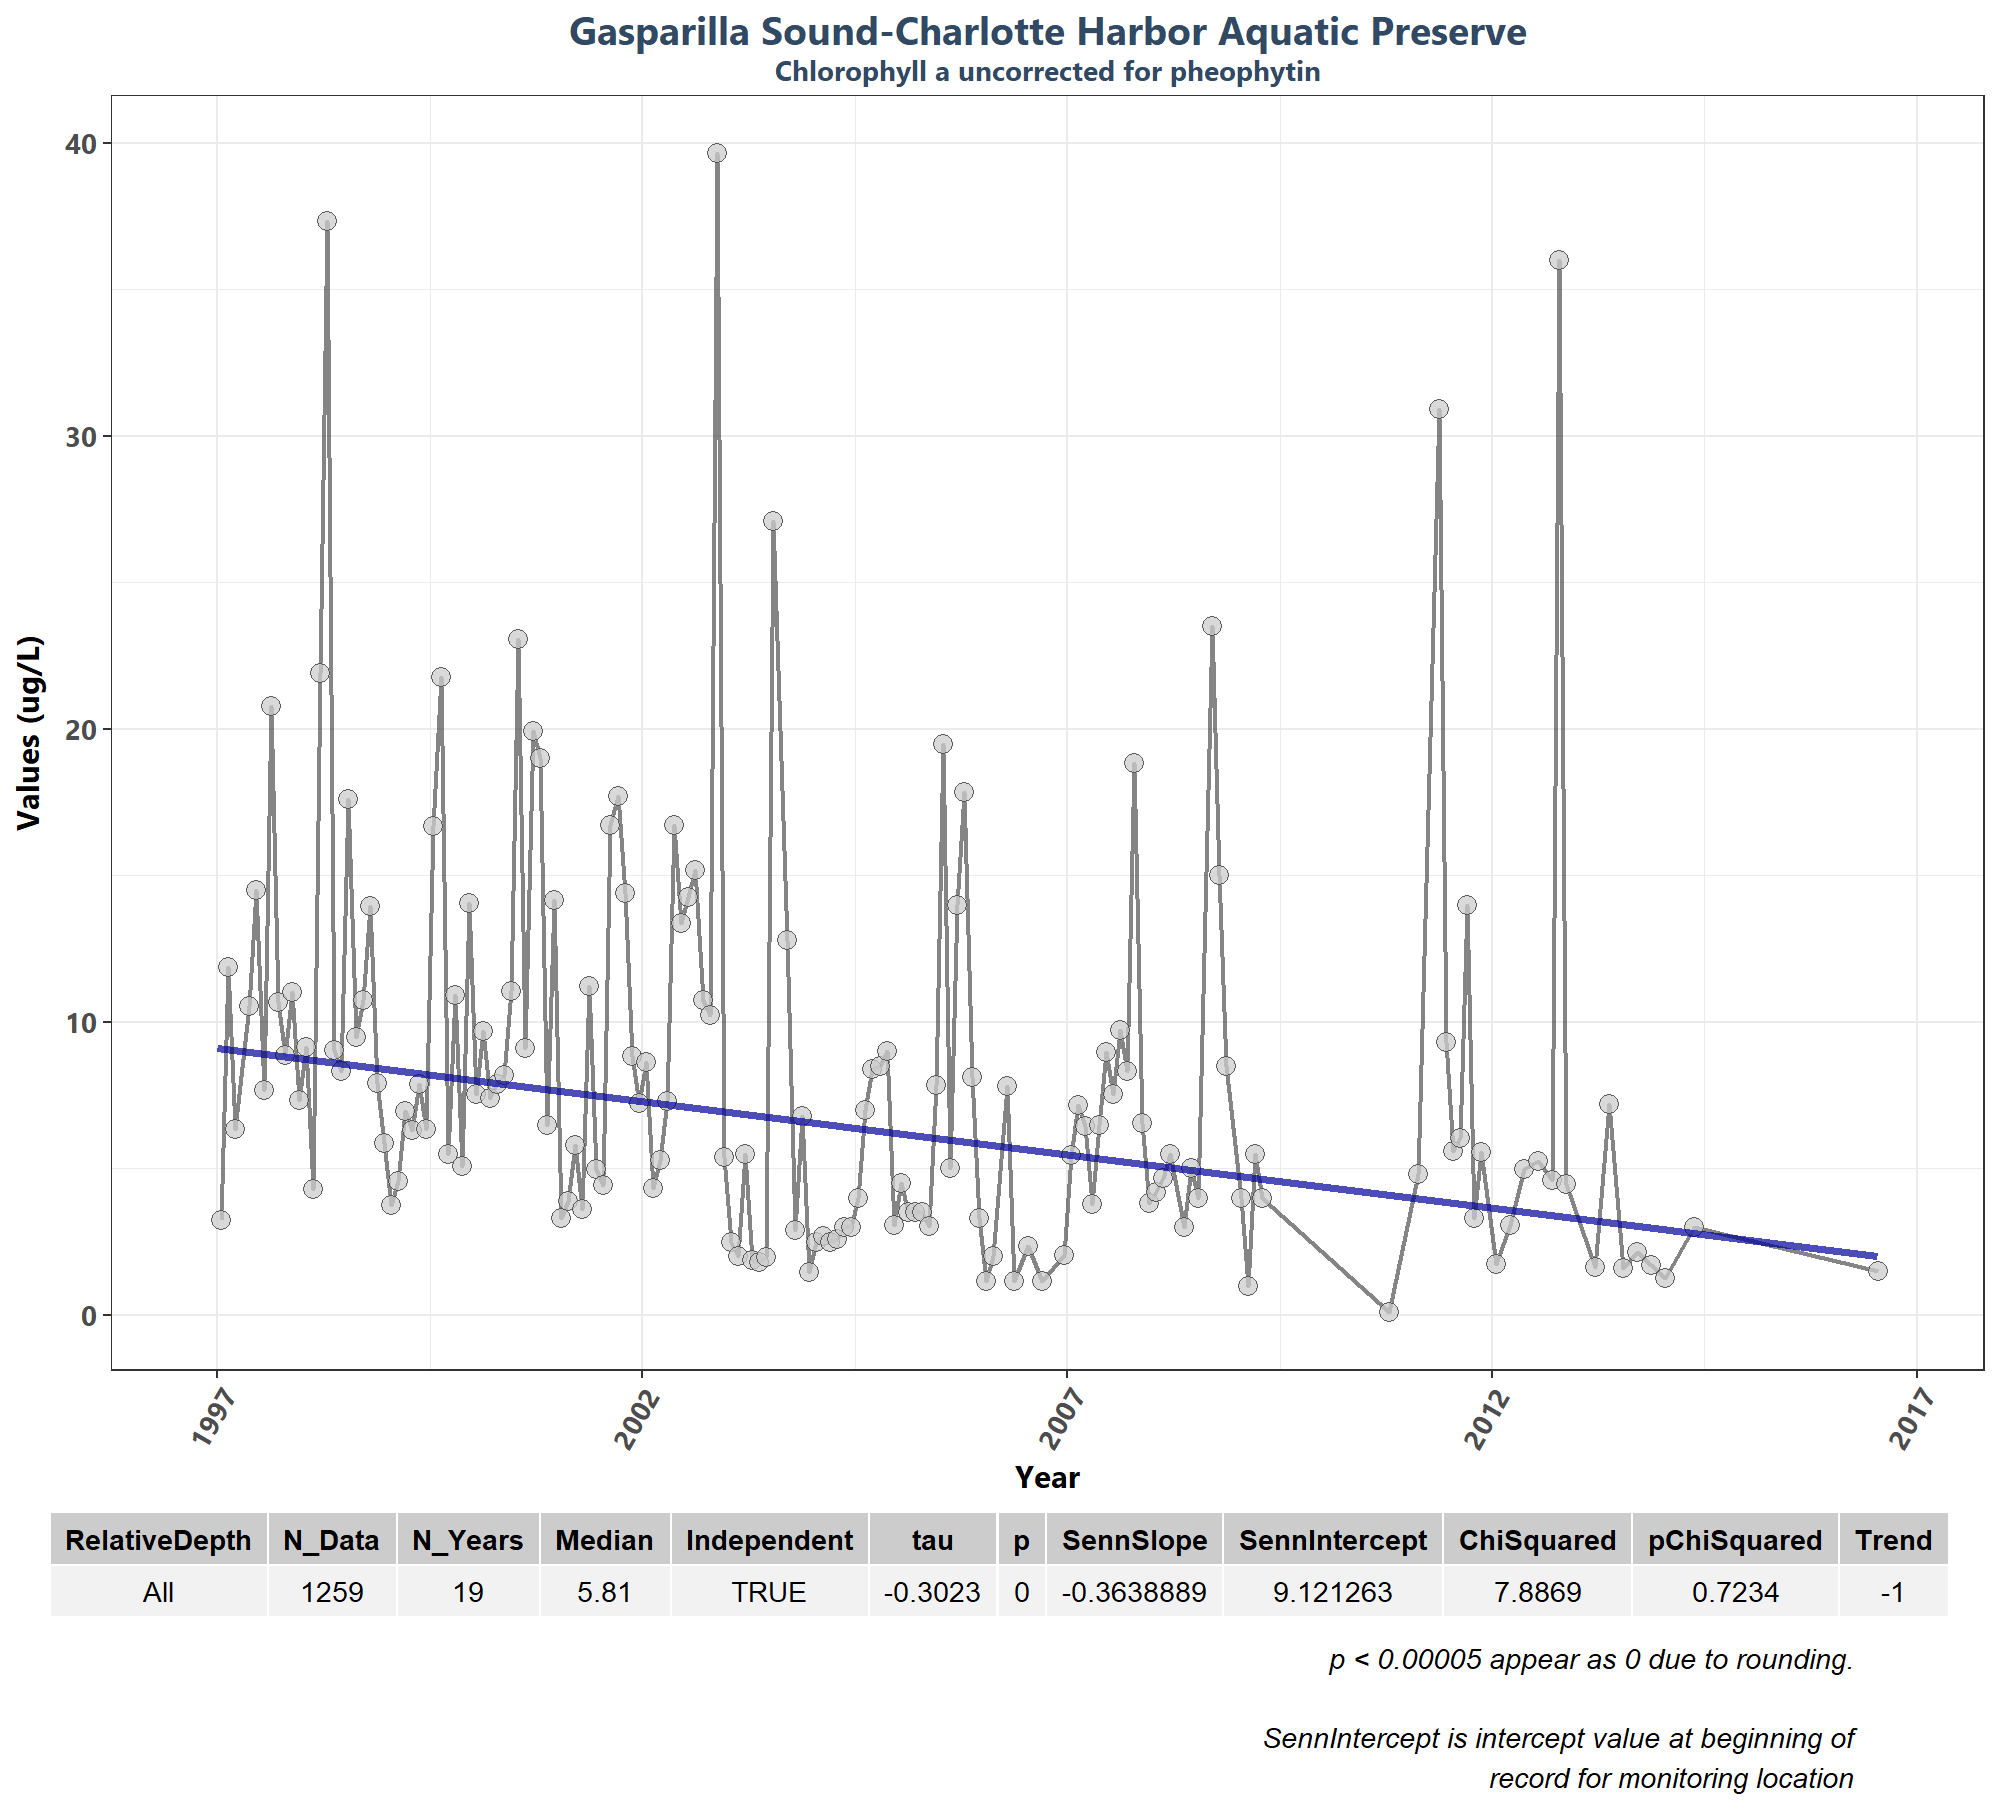 Gasparilla Sound-Charlotte Harbor Aquatic Preserve
Chlorophyll a uncorrected for pheophytin
Values (ug/L)
40
30
20
10
0
1997
2002
2007
2012
2017
Year
RelativeDepth N_Data N_Years Median Independent tau p SennSlope SennIntercept ChiSquared pChiSquared Trend
All 1259 19 5.81 TRUE -0.3023 0 -0.3638889 9.121263 7.8869 0.7234 -1
p < 0.00005 appear as 0 due to rounding.
SennIntercept is intercept value at beginning of
record for monitoring location